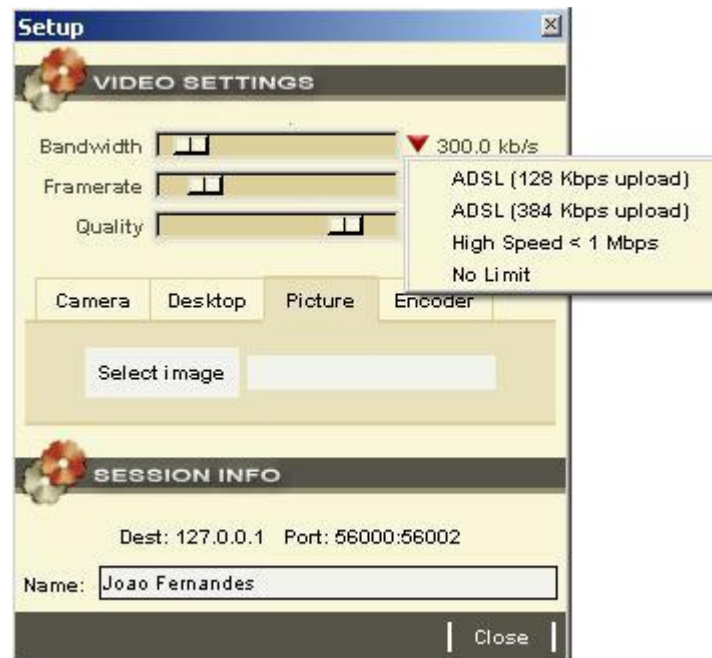 Setup
VIDEO SETTINGS
Bandwidth 300.0 kb/s
Framerate
Quality
ADSL (128 Kbps upload)
ADSL (384 Kbps upload)
High Speed < 1 Mbps
No Limit
Camera Desktop Picture Encoder
Select image
SESSION INFO
Dest: 127.0.0.1 Port: 56000:56002
Name: Joao Fernandes
Close